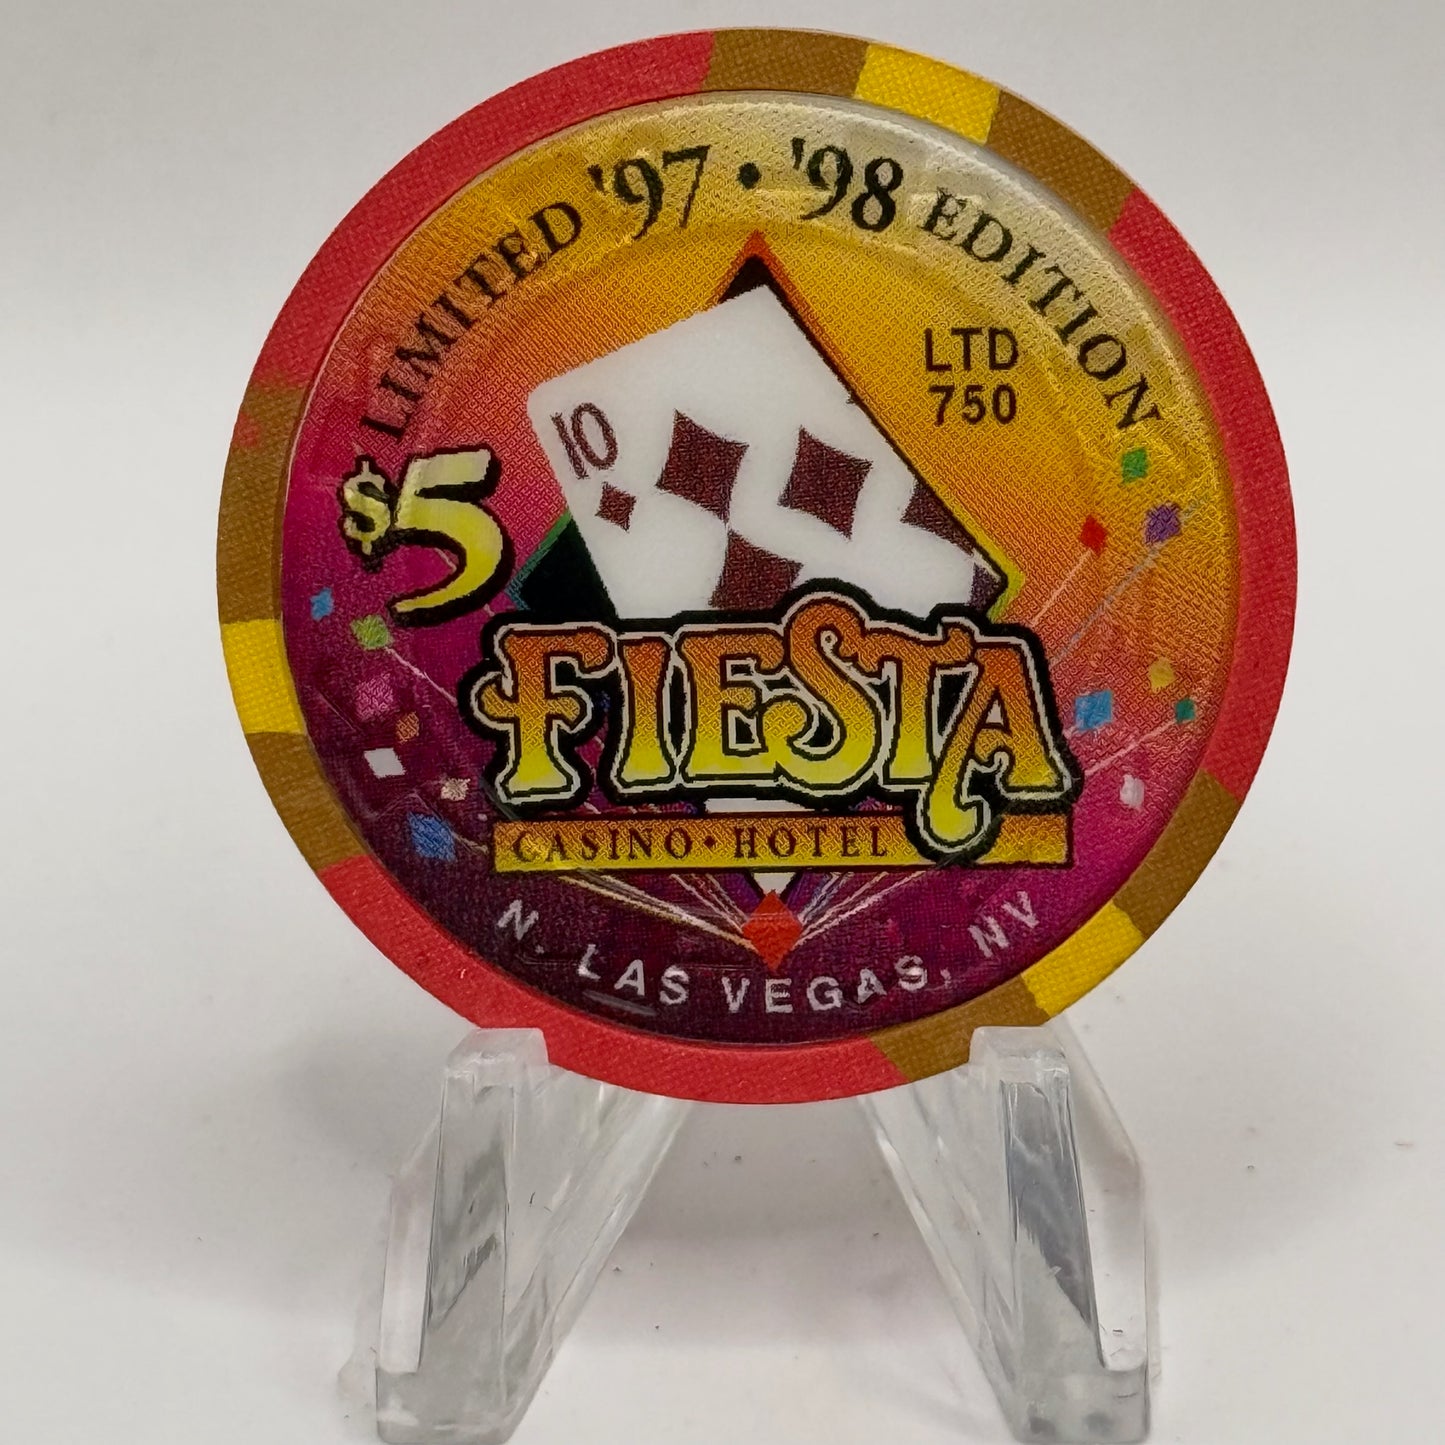 LIMITED '97 • '98 EDITION
LTD
750
$5
10
FIESTA
CASINO • HOTEL
N. LAS VEGAS, NV